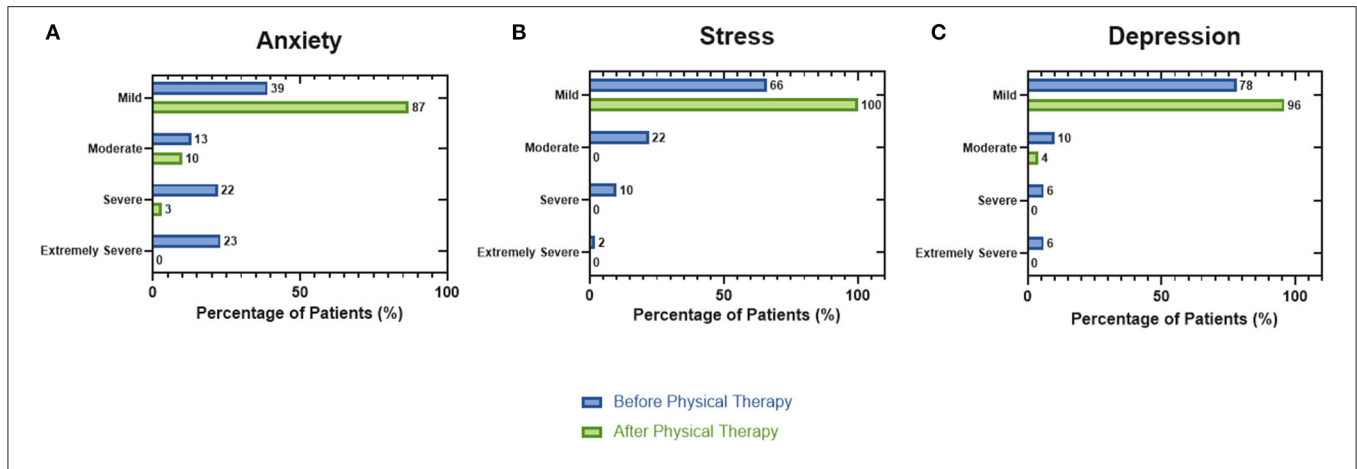 A
Anxiety
Mild
39
87
Moderate
13
10
Severe
22
3
Extremely Severe
23
0
0 50 100
Percentage of Patients (%)
B
Stress
Mild
66
100
Moderate
22
0
Severe
10
0
Extremely Severe
2
0
0 50 100
Percentage of Patients (%)
C
Depression
Mild
78
96
Moderate
10
4
Severe
6
0
Extremely Severe
6
0
0 50 100
Percentage of Patients (%)
Before Physical Therapy
After Physical Therapy